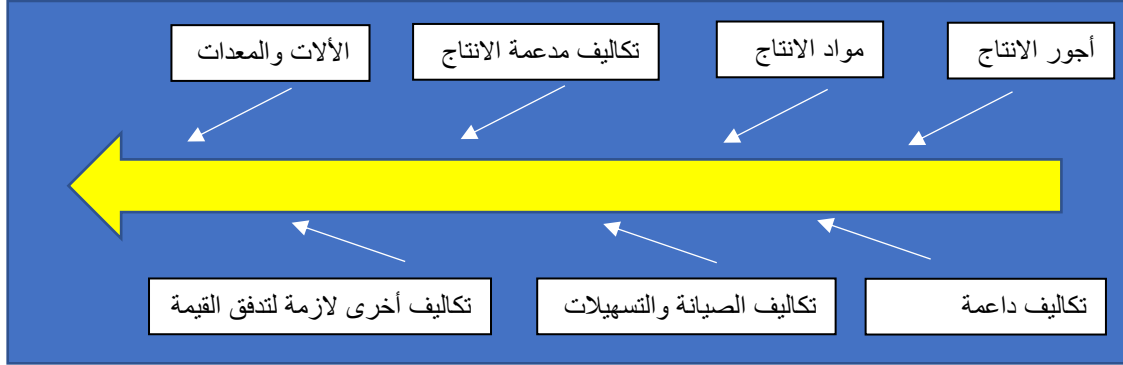 أجور الانتاج
مواد الانتاج
تكاليف مدعمة الانتاج
الألات والمعدات
تكاليف داعمة
تكاليف الصيانة والتسهيلات
تكاليف أخرى لازمة لتدفق القيمة